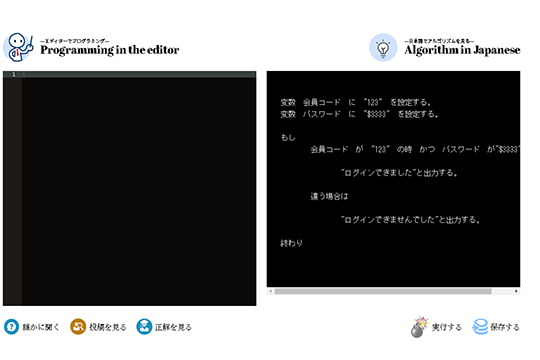 ―エディターでプログラミング―
Programming in the editor
―日本語でアルゴリズムを見る―
Algorithm in Japanese
1
変数 会員コード に "123" を設定する。
変数 パスワード に "$3333" を設定する。
もし
会員コード が "123" の時 かつ パスワード が"$3333"
"ログインできました"と出力する。
違う場合は
"ログインできませんでした"と出力する。
終わり
誰かに聞く 投稿を見る 正解を見る 実行する 保存する